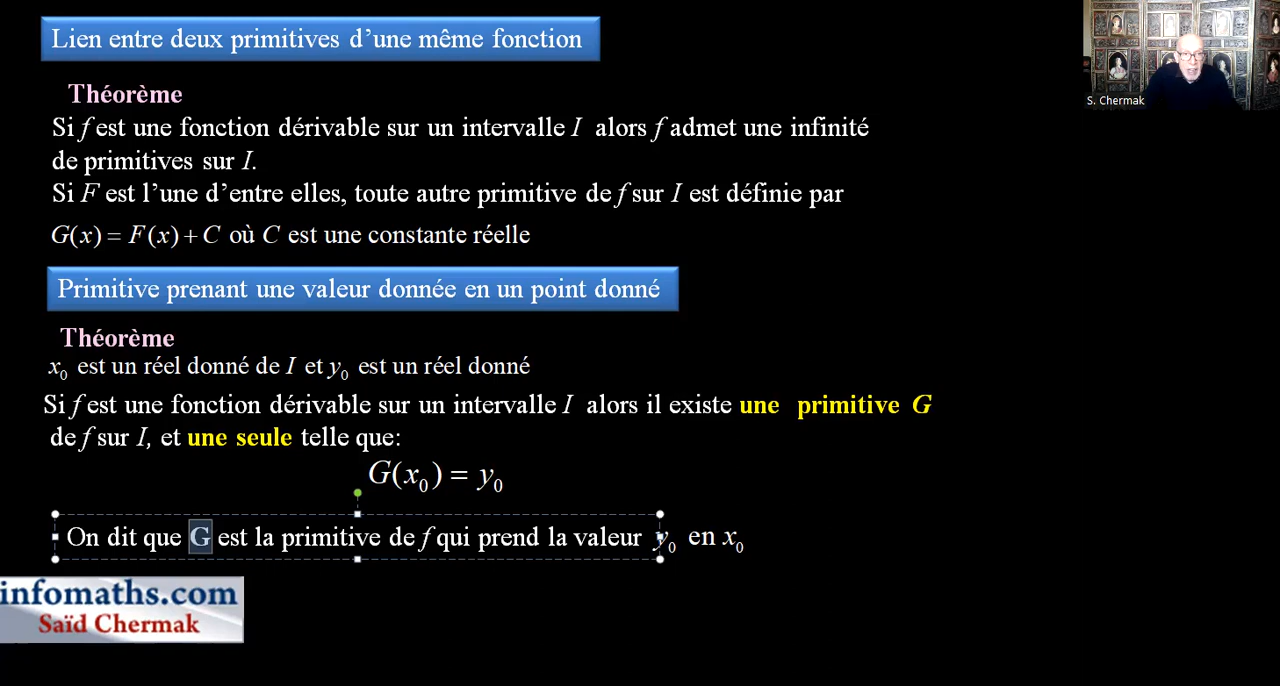 Lien entre deux primitives d’une même fonction
S. Chermak
Théorème
Si f est une fonction dérivable sur un intervalle I alors f admet une infinité
de primitives sur I.
Si F est l’une d’entre elles, toute autre primitive de f sur I est définie par
G(x) = F(x) + C où C est une constante réelle
Primitive prenant une valeur donnée en un point donné
Théorème
x₀ est un réel donné de I et y₀ est un réel donné
Si f est une fonction dérivable sur un intervalle I alors il existe une primitive G
de f sur I, et une seule telle que:
G(x₀) = y₀
On dit que G est la primitive de f qui prend la valeur y₀ en x₀
infomaths.com
Saïd Chermak